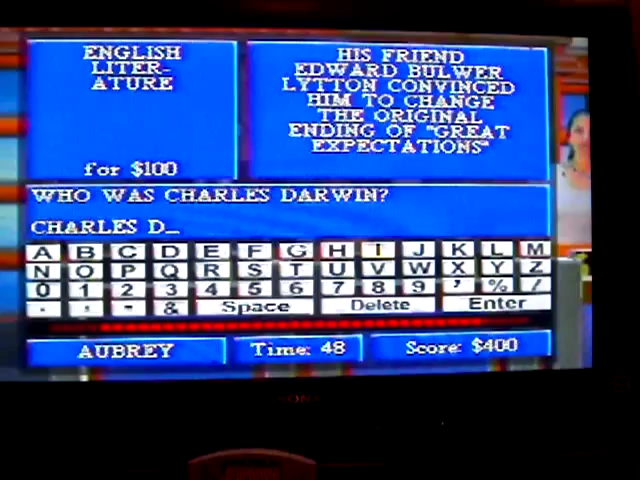 ENGLISH
LITER-
ATURE
for $100
HIS FRIEND
EDWARD BULWER
LYTTON CONVINCED
HIM TO CHANGE
THE ORIGINAL
ENDING OF "GREAT
EXPECTATIONS"
WHO WAS CHARLES DARWIN?
CHARLES D_
A B C D E F G H I J K L M
N O P Q R S T U V W X Y Z
0 1 2 3 4 5 6 7 8 9 ' % /
. , - & Space Delete Enter
AUBREY Time: 48 Score: $400
SONY